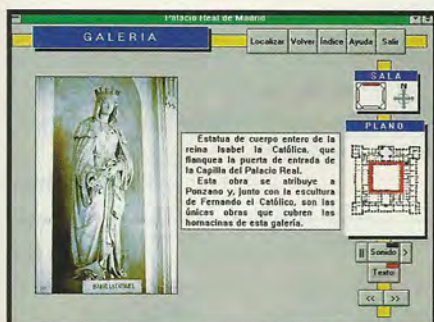 Palacio Real de Madrid
GALERIA
Localizar Volver Índice Ayuda Salir
SALA
N
PLANO
Estatua de cuerpo entero de la
reina Isabel la Católica, que
flanquea la puerta de entrada de
la Capilla del Palacio Real.
Esta obra se atribuye a
Ponzano y, junto con la escultura
de Fernando el Católico, son las
únicas obras que cubren las
hornacinas de esta galería.
Sonido
Texto
<< >>